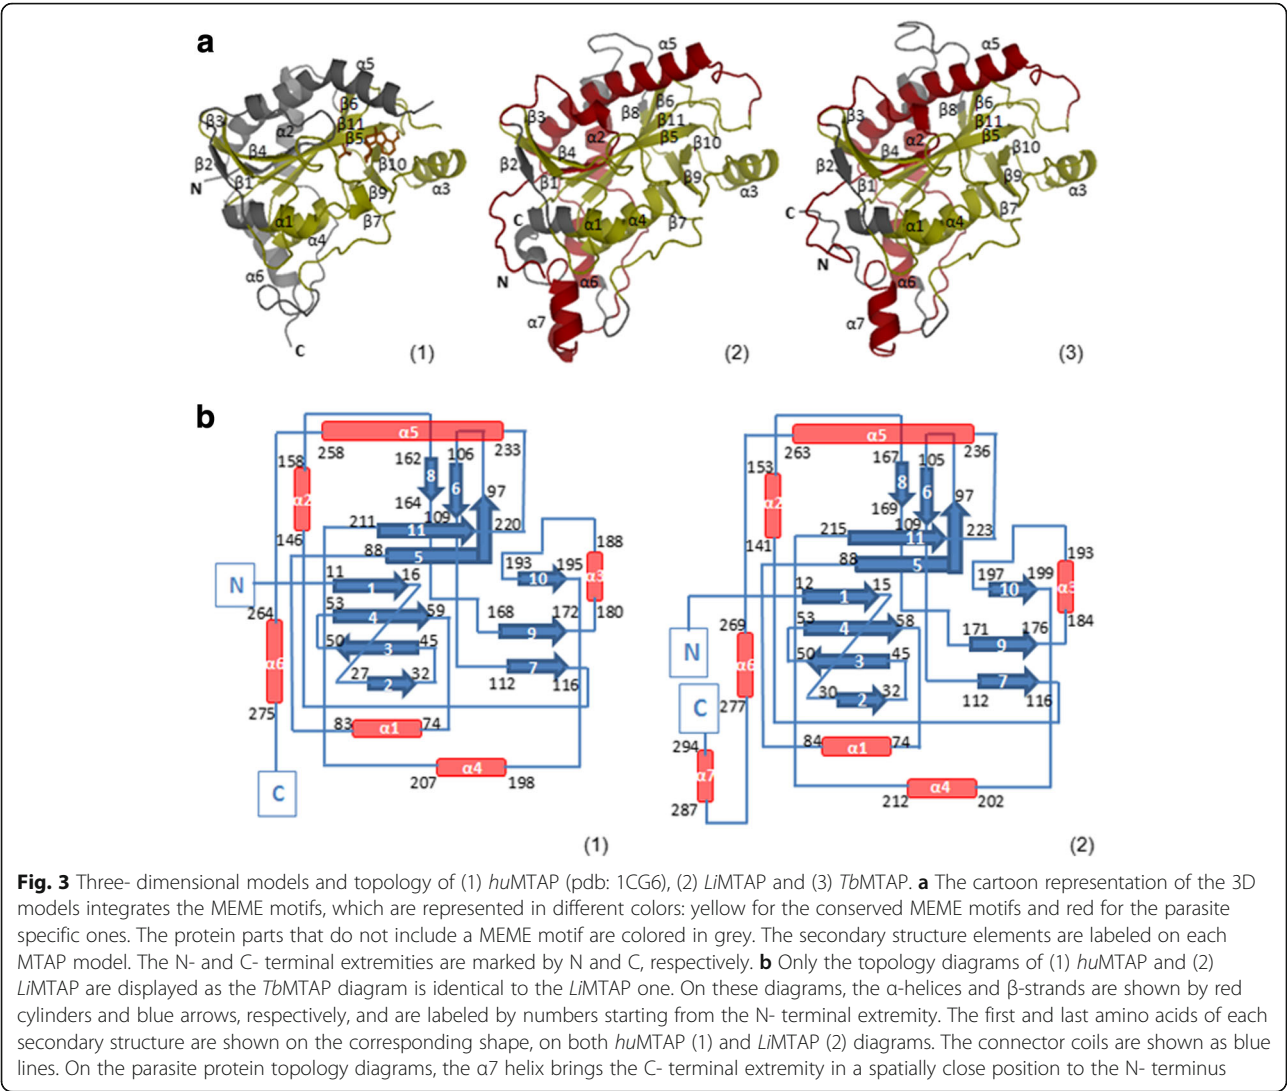 a
α5
β6
β3
β11
α2
β5
β4
β2
β10
N
β1
α3
β9
α1
β7
α4
α6
C
(1)
α5
β6
β8
β3
β11
α2
β5
β4
β10
β2
β9
β1
α3
C
α1
α4
β7
N
α6
α7
(2)
α5
β6
β8
β3
β11
β5
α2
β4
β10
β2
β9
β1
α3
C
α1
α4
β7
N
α6
α7
(3)
b
α5
158
258
233
162
106
8
6
α2
97
164
211
109
220
11
146
88
5
188
193
195
11
16
10
α3
N
1
53
59
168
172
180
264
4
9
50
45
3
α6
27
32
7
2
112
116
275
83
α1
74
α4
207
198
C
(1)
α5
153
263
236
167
105
8
6
α2
97
169
215
109
223
11
141
88
5
193
197
199
12
15
10
α3
1
184
269
53
58
171
176
4
9
N
50
45
α6
3
7
30
32
2
112
116
C
277
84
α1
74
294
α7
α4
287
212
202
(2)
Fig. 3 Three- dimensional models and topology of (1) huMTAP (pdb: 1CG6), (2) LiMTAP and (3) TbMTAP. a The cartoon representation of the 3D
models integrates the MEME motifs, which are represented in different colors: yellow for the conserved MEME motifs and red for the parasite
specific ones. The protein parts that do not include a MEME motif are colored in grey. The secondary structure elements are labeled on each
MTAP model. The N- and C- terminal extremities are marked by N and C, respectively. b Only the topology diagrams of (1) huMTAP and (2)
LiMTAP are displayed as the TbMTAP diagram is identical to the LiMTAP one. On these diagrams, the α-helices and β-strands are shown by red
cylinders and blue arrows, respectively, and are labeled by numbers starting from the N- terminal extremity. The first and last amino acids of each
secondary structure are shown on the corresponding shape, on both huMTAP (1) and LiMTAP (2) diagrams. The connector coils are shown as blue
lines. On the parasite protein topology diagrams, the α7 helix brings the C- terminal extremity in a spatially close position to the N- terminus